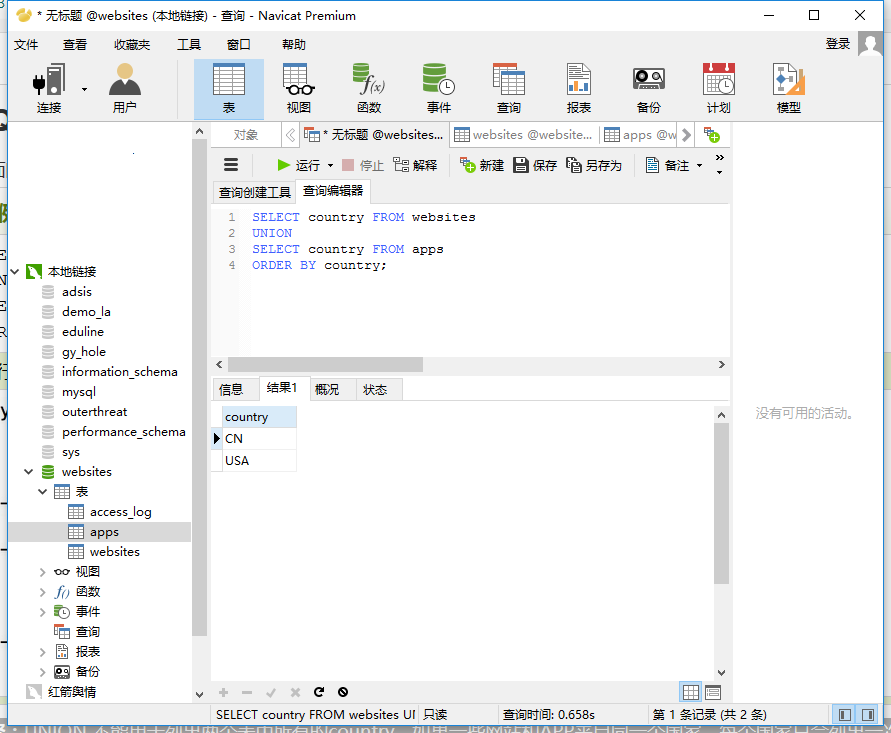 * 无标题 @websites (本地链接) - 查询 - Navicat Premium
文件 查看 收藏夹 工具 窗口 帮助 登录
连接 用户 表 视图 函数 事件 查询 报表 备份 计划 模型
对象 * 无标题 @websites... websites @website... apps @w
运行 停止 解释 新建 保存 另存为 备注
查询创建工具 查询编辑器
1 SELECT country FROM websites
2 UNION
3 SELECT country FROM apps
4 ORDER BY country;
本地链接
adsis
demo_la
eduline
gy_hole
information_schema
mysql
outerthreat
performance_schema
sys
websites
表
access_log
apps
websites
视图
函数
事件
查询
报表
备份
红箭舆情
信息 结果1 概况 状态
country
CN
USA
没有可用的活动。
SELECT country FROM websites UI 只读 查询时间: 0.658s 第 1 条记录 (共 2 条)